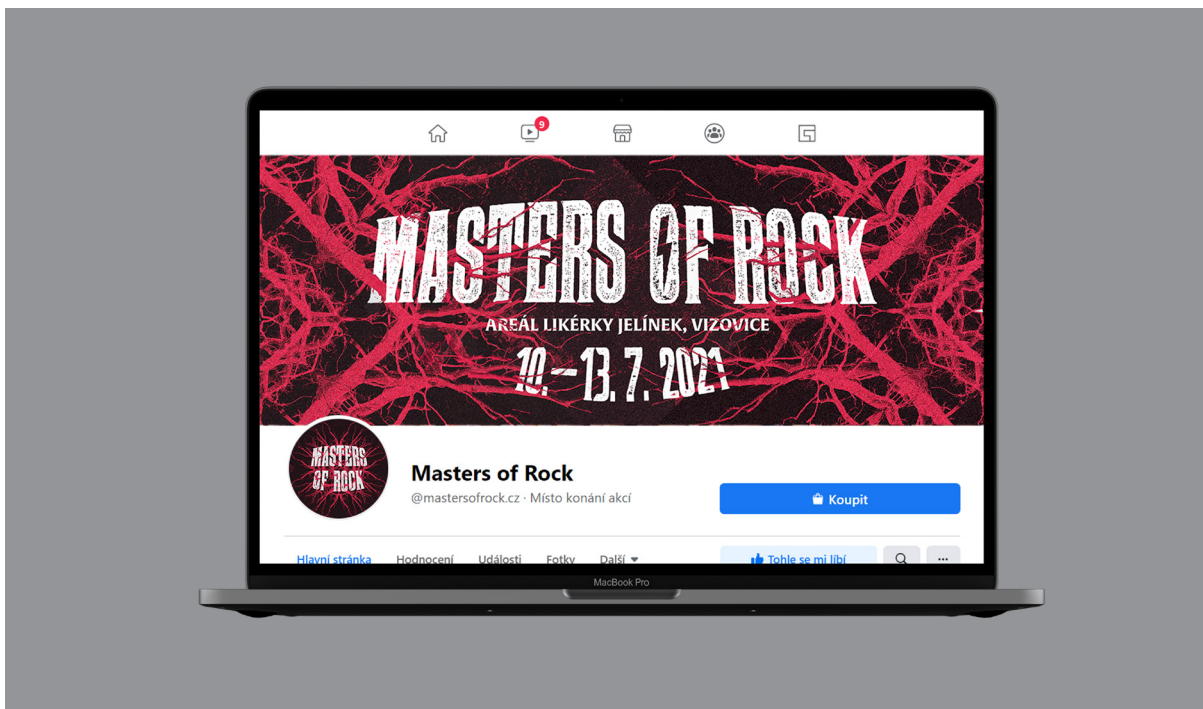 9
MASTERS OF ROCK
AREÁL LIKÉRKY JELÍNEK, VIZOVICE
10.–13. 7. 2021
MASTERS
OF ROCK
Masters of Rock
@mastersofrock.cz · Místo konání akcí
Koupit
Hlavní stránka Hodnocení Události Fotky Další
Tohle se mi líbí
MacBook Pro